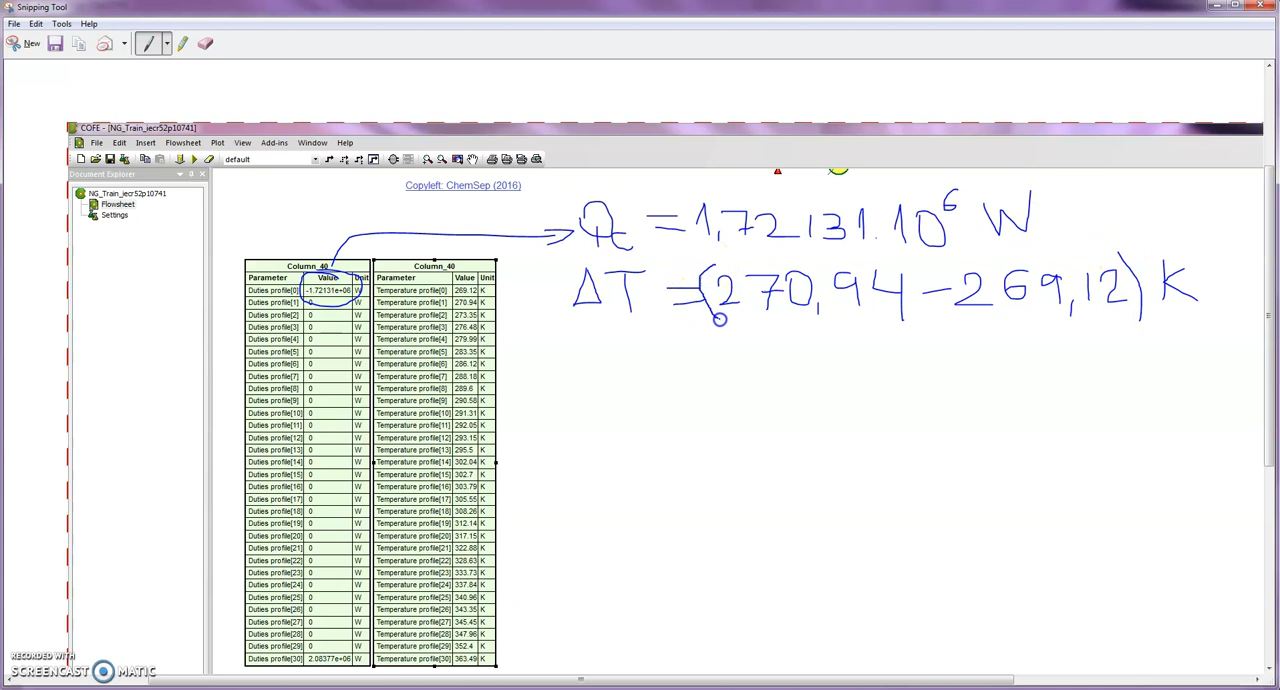 Snipping Tool
File Edit Tools Help
New
COFE - [NG_Train_iecr52p10741]
File Edit View Insert Flowsheet Plot View Add-ins Window Help
default
Document Explorer
NG_Train_iecr52p10741
Flowsheet
Settings
Copyleft: ChemSep (2016)
Qc = 1,72131.10^6 W
ΔT = (270,94 - 269,12) K
Column_40
Parameter Value Unit
Duties profile[0] -1.72131e+06 W
Duties profile[1] 0 W
Duties profile[2] 0 W
Duties profile[3] 0 W
Duties profile[4] 0 W
Duties profile[5] 0 W
Duties profile[6] 0 W
Duties profile[7] 0 W
Duties profile[8] 0 W
Duties profile[9] 0 W
Duties profile[10] 0 W
Duties profile[11] 0 W
Duties profile[12] 0 W
Duties profile[13] 0 W
Duties profile[14] 0 W
Duties profile[15] 0 W
Duties profile[16] 0 W
Duties profile[17] 0 W
Duties profile[18] 0 W
Duties profile[19] 0 W
Duties profile[20] 0 W
Duties profile[21] 0 W
Duties profile[22] 0 W
Duties profile[23] 0 W
Duties profile[24] 0 W
Duties profile[25] 0 W
Duties profile[26] 0 W
Duties profile[27] 0 W
Duties profile[28] 0 W
Duties profile[29] 0 W
Duties profile[30] 2.08377e+06 W
Column_40
Parameter Value Unit
Temperature profile[0] 269.12 K
Temperature profile[1] 270.94 K
Temperature profile[2] 273.35 K
Temperature profile[3] 276.48 K
Temperature profile[4] 279.99 K
Temperature profile[5] 283.35 K
Temperature profile[6] 286.12 K
Temperature profile[7] 288.18 K
Temperature profile[8] 289.6 K
Temperature profile[9] 290.58 K
Temperature profile[10] 291.31 K
Temperature profile[11] 292.05 K
Temperature profile[12] 293.15 K
Temperature profile[13] 295.5 K
Temperature profile[14] 302.04 K
Temperature profile[15] 302.7 K
Temperature profile[16] 303.79 K
Temperature profile[17] 305.55 K
Temperature profile[18] 308.26 K
Temperature profile[19] 312.14 K
Temperature profile[20] 317.15 K
Temperature profile[21] 322.88 K
Temperature profile[22] 328.63 K
Temperature profile[23] 333.73 K
Temperature profile[24] 337.84 K
Temperature profile[25] 340.96 K
Temperature profile[26] 343.35 K
Temperature profile[27] 345.45 K
Temperature profile[28] 347.96 K
Temperature profile[29] 352.4 K
Temperature profile[30] 363.49 K
RECORDED WITH
SCREENCAST MATIC